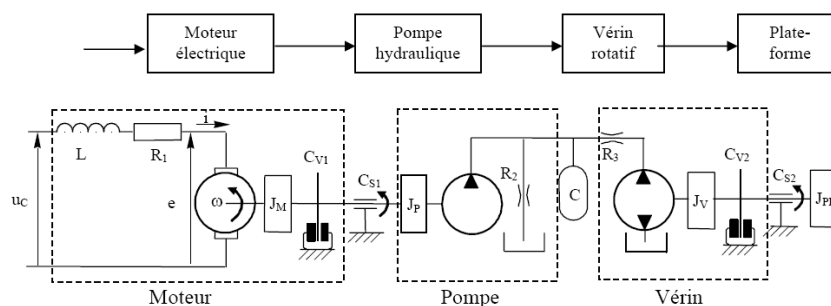 Moteur
électrique
Pompe
hydraulique
Vérin
rotatif
Plate-
forme
L
R1
i
uC
e
ω
JM
CV1
CS1
JP
R2
C
R3
JV
CV2
CS2
JPl
Moteur
Pompe
Vérin